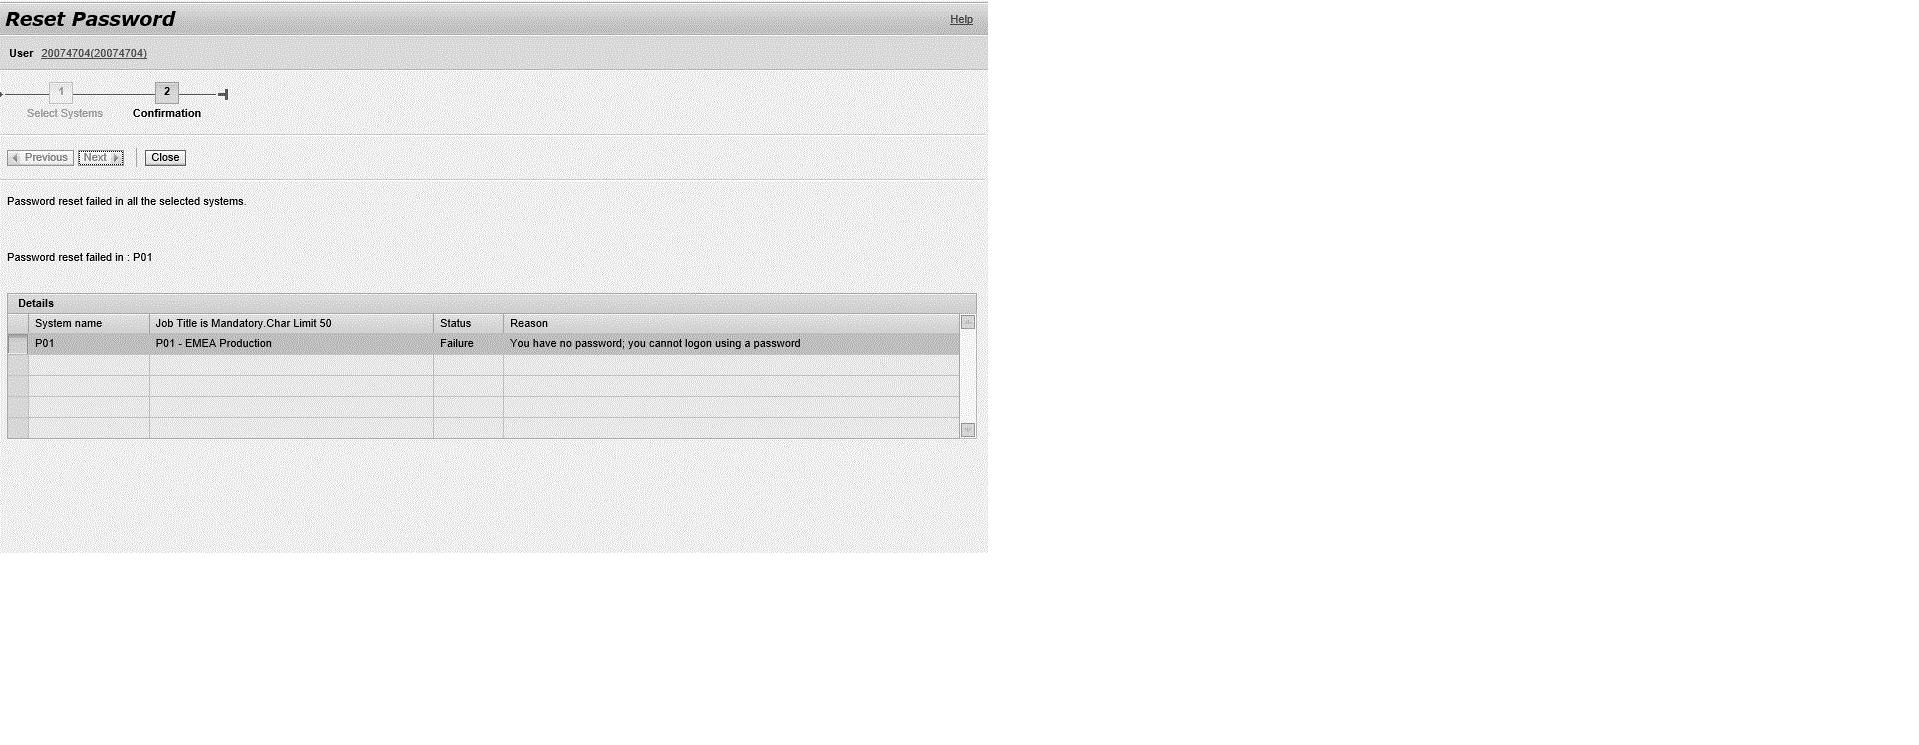 Reset Password
Help
User 20074704(20074704)
1 2
Select Systems Confirmation
Previous Next Close
Password reset failed in all the selected systems.
Password reset failed in : P01
Details
System name Job Title is Mandatory.Char Limit 50 Status Reason
P01 P01 - EMEA Production Failure You have no password; you cannot logon using a password